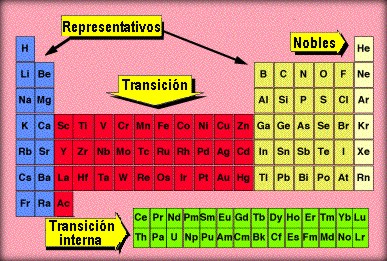 Representativos
Nobles
H He
Li Be B C N O F Ne
Transición
Na Mg Al Si P S Cl Ar
K Ca Sc Ti V Cr Mn Fe Co Ni Cu Zn Ga Ge As Se Br Kr
Rb Sr Y Zr Nb Mo Tc Ru Rh Pd Ag Cd In Sn Sb Te I Xe
Cs Ba La Hf Ta W Re Os Ir Pt Au Hg Tl Pb Bi Po At Rn
Fr Ra Ac
Transición
interna
Ce Pr Nd Pm Sm Eu Gd Tb Dy Ho Er Tm Yb Lu
Th Pa U Np Pu Am Cm Bk Cf Es Fm Md No Lr